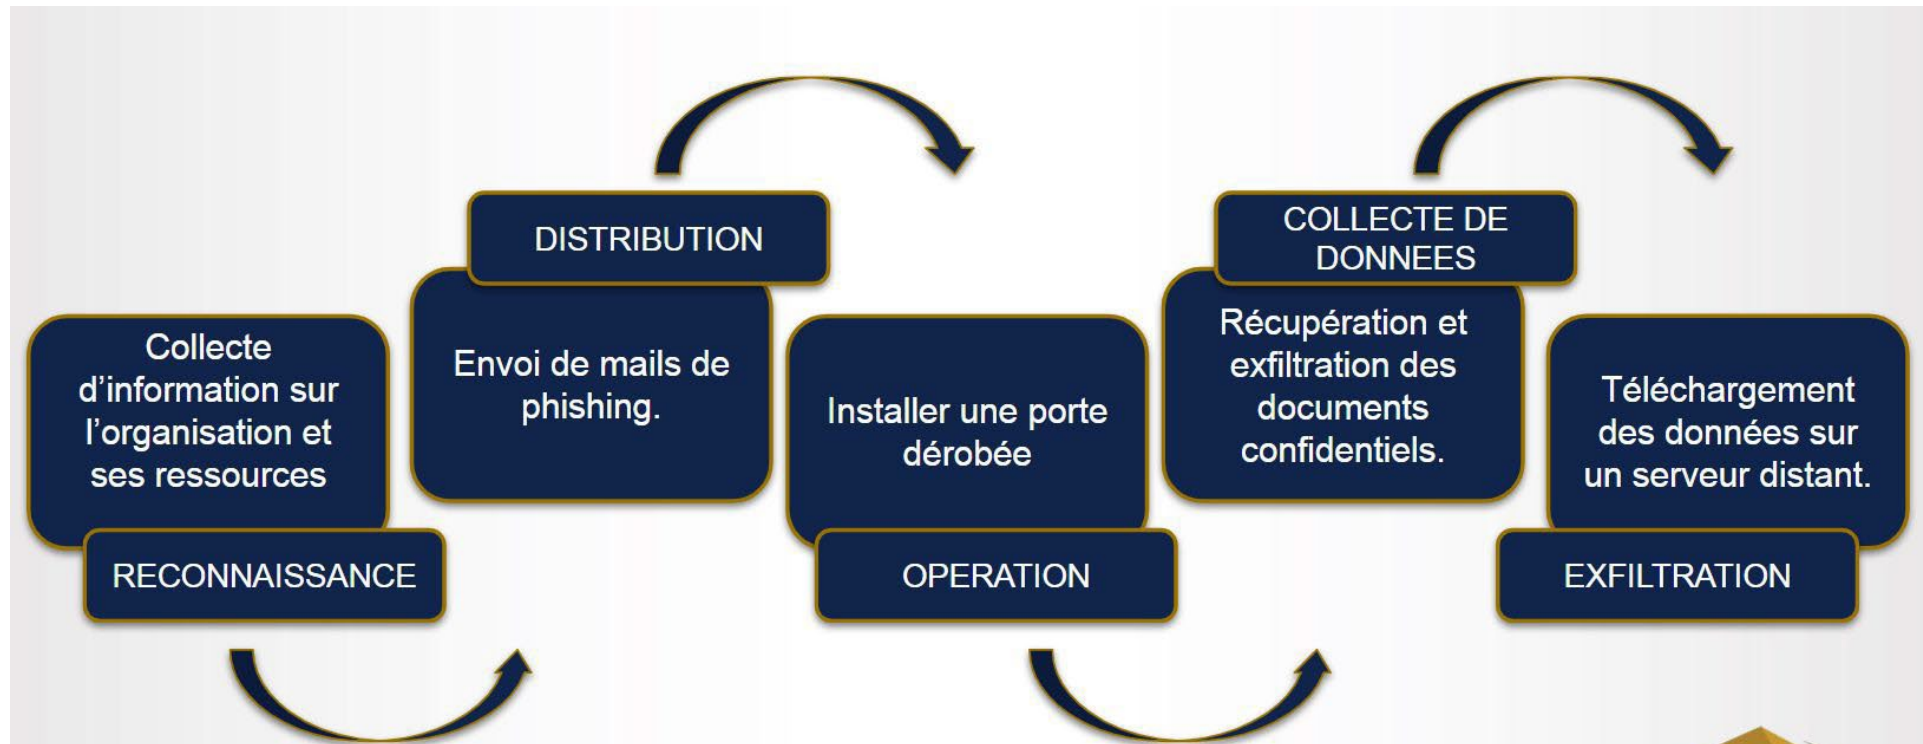 Collecte
d’information sur
l’organisation et
ses ressources
RECONNAISSANCE
DISTRIBUTION
Envoi de mails de
phishing.
Installer une porte
dérobée
OPERATION
COLLECTE DE
DONNEES
Récupération et
exfiltration des
documents
confidentiels.
Téléchargement
des données sur
un serveur distant.
EXFILTRATION